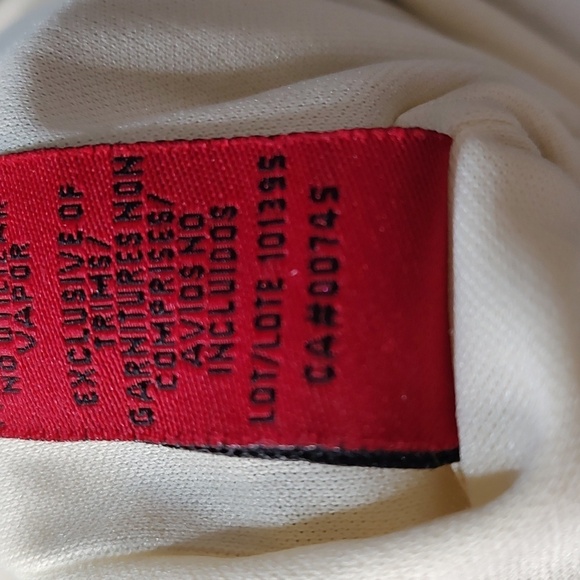 VAPOR
EXCLUSIVE OF
TRIMS/
GARNITURES NON
COMPRISES/
AVIOS NO
INCLUIDOS
LOT/LOTE 101395
CA#00745